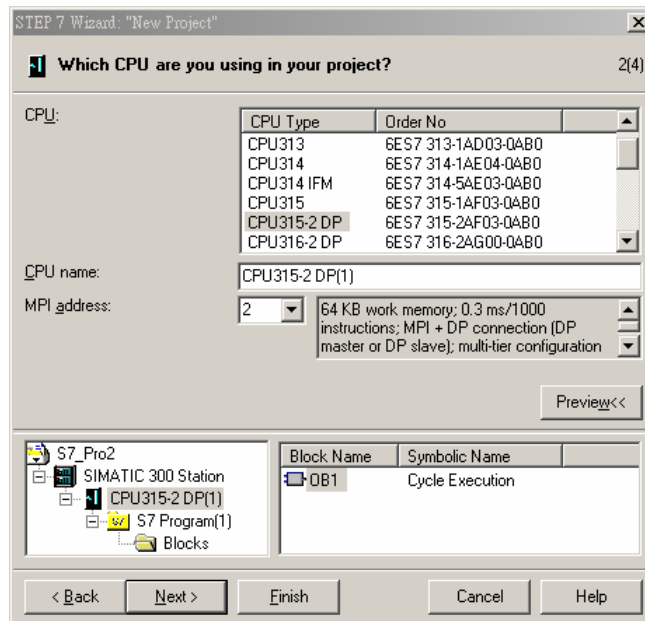 STEP 7 Wizard: "New Project"
Which CPU are you using in your project? 2(4)
CPU:
CPU Type Order No
CPU313 6ES7 313-1AD03-0AB0
CPU314 6ES7 314-1AE04-0AB0
CPU314 IFM 6ES7 314-5AE03-0AB0
CPU315 6ES7 315-1AF03-0AB0
CPU315-2 DP 6ES7 315-2AF03-0AB0
CPU316-2 DP 6ES7 316-2AG00-0AB0
CPU name: CPU315-2 DP(1)
MPI address: 2
64 KB work memory; 0.3 ms/1000
instructions; MPI + DP connection (DP
master or DP slave); multi-tier configuration
Preview<<
S7_Pro2
SIMATIC 300 Station
CPU315-2 DP(1)
S7 Program(1)
Blocks
Block Name Symbolic Name
OB1 Cycle Execution
< Back Next > Finish Cancel Help